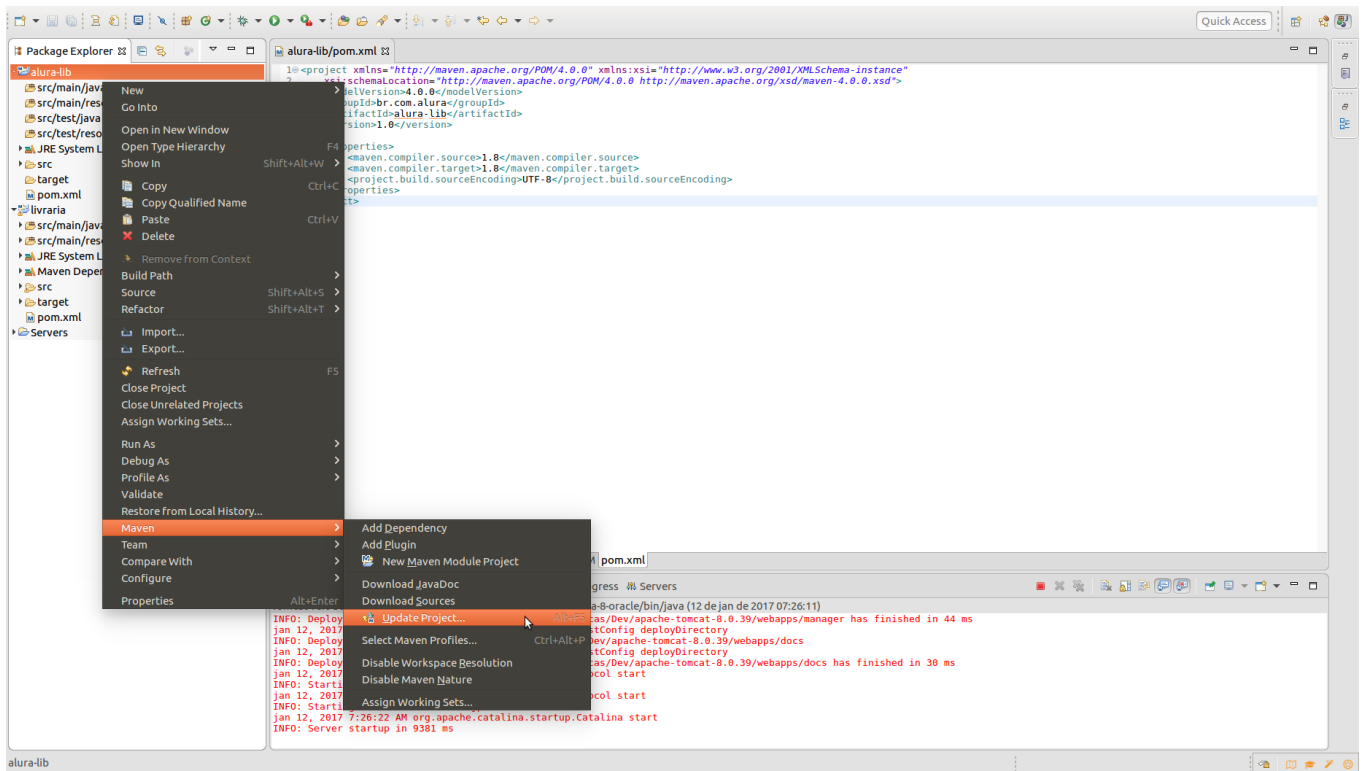 Quick Access
Package Explorer
alura-lib/pom.xml
alura-lib
src/main/java
src/main/res
src/test/java
src/test/reso
JRE System L
src
target
pom.xml
livraria
src/main/java
src/main/res
JRE System L
Maven Depen
src
target
pom.xml
Servers
New
Go Into
Open in New Window
Open Type Hierarchy F4
Show In Shift+Alt+W
Copy Ctrl+C
Copy Qualified Name
Paste Ctrl+V
Delete
Remove from Context
Build Path
Source Shift+Alt+S
Refactor Shift+Alt+T
Import...
Export...
Refresh F5
Close Project
Close Unrelated Projects
Assign Working Sets...
Run As
Debug As
Profile As
Validate
Restore from Local History...
Maven
Team
Compare With
Configure
Properties Alt+Enter
Add Dependency
Add Plugin
New Maven Module Project
Download JavaDoc
Download Sources
Update Project... Alt+F5
Select Maven Profiles... Ctrl+Alt+P
Disable Workspace Resolution
Disable Maven Nature
Assign Working Sets...
1 <project xmlns="http://maven.apache.org/POM/4.0.0" xmlns:xsi="http://www.w3.org/2001/XMLSchema-instance"
2 xsi:schemaLocation="http://maven.apache.org/POM/4.0.0 http://maven.apache.org/xsd/maven-4.0.0.xsd">
delVersion>4.0.0</modelVersion>
oupId>br.com.alura</groupId>
tifactId>alura-lib</artifactId>
rsion>1.0</version>
operties>
<maven.compiler.source>1.8</maven.compiler.source>
<maven.compiler.target>1.8</maven.compiler.target>
<project.build.sourceEncoding>UTF-8</project.build.sourceEncoding>
roperties>
ct>
pom.xml
gress Servers
a-8-oracle/bin/java (12 de jan de 2017 07:26:11)
INFO: Deploy cas/Dev/apache-tomcat-8.0.39/webapps/manager has finished in 44 ms
jan 12, 2017 stConfig deployDirectory
INFO: Deploy Dev/apache-tomcat-8.0.39/webapps/docs
jan 12, 2017 stConfig deployDirectory
INFO: Deploy cas/Dev/apache-tomcat-8.0.39/webapps/docs has finished in 30 ms
jan 12, 2017 ocol start
INFO: Starti
jan 12, 2017 ocol start
INFO: Starti
jan 12, 2017 7:26:22 AM org.apache.catalina.startup.Catalina start
INFO: Server startup in 9381 ms
alura-lib